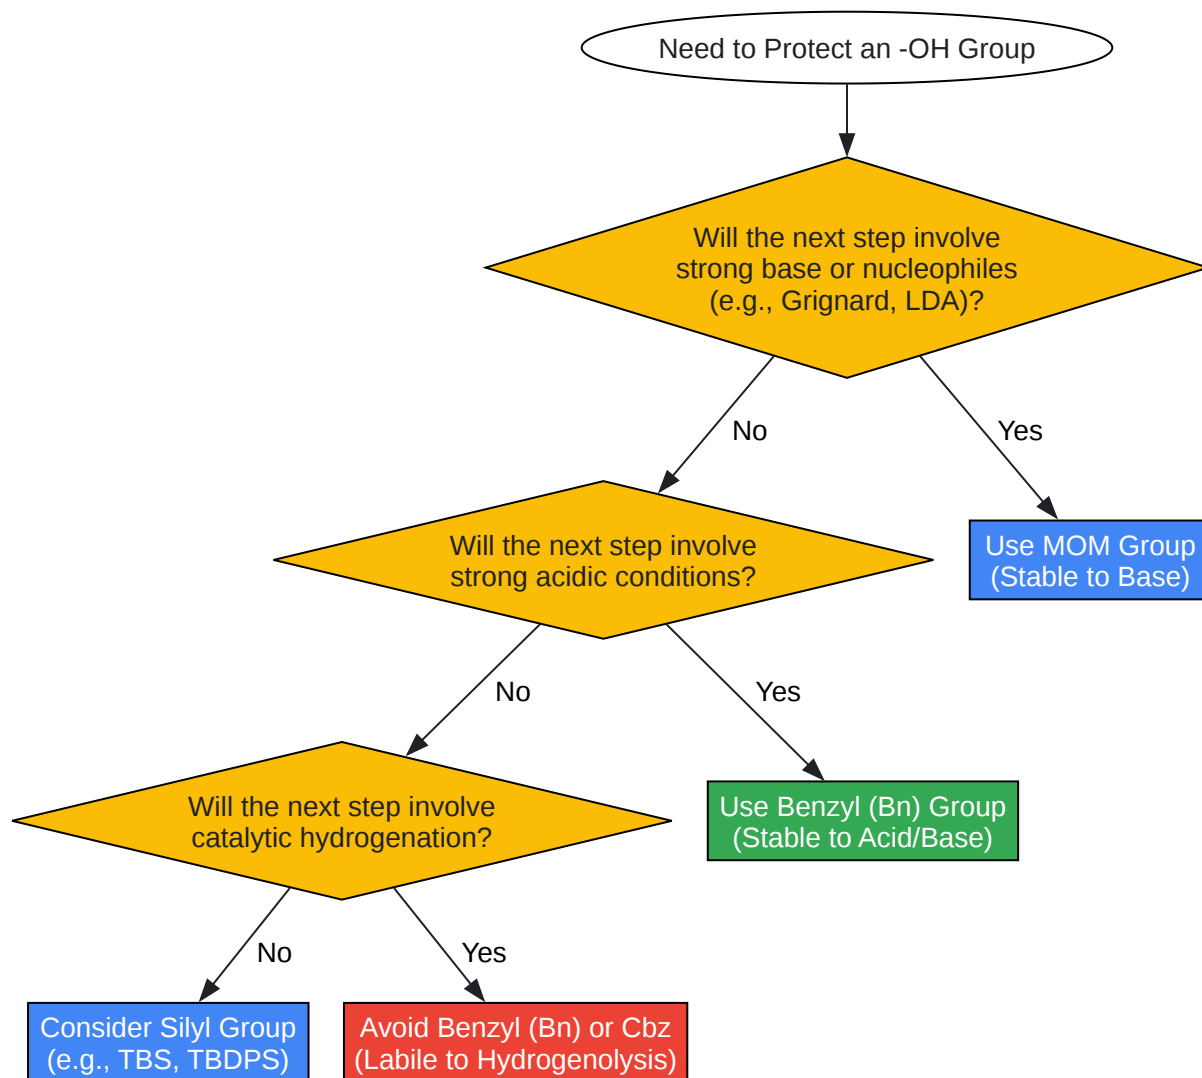 Need to Protect an -OH Group
Will the next step involve
strong base or nucleophiles
(e.g., Grignard, LDA)?
No
Yes
Will the next step involve
strong acidic conditions?
Use MOM Group
(Stable to Base)
No
Yes
Will the next step involve
catalytic hydrogenation?
Use Benzyl (Bn) Group
(Stable to Acid/Base)
No
Yes
Consider Silyl Group
(e.g., TBS, TBDPS)
Avoid Benzyl (Bn) or Cbz
(Labile to Hydrogenolysis)